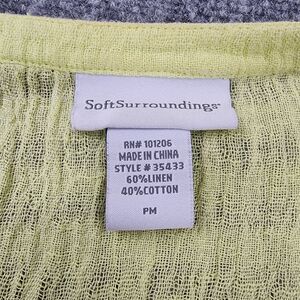 SoftSurroundings®
RN# 101206
MADE IN CHINA
STYLE # 35433
60%LINEN
40%COTTON
PM